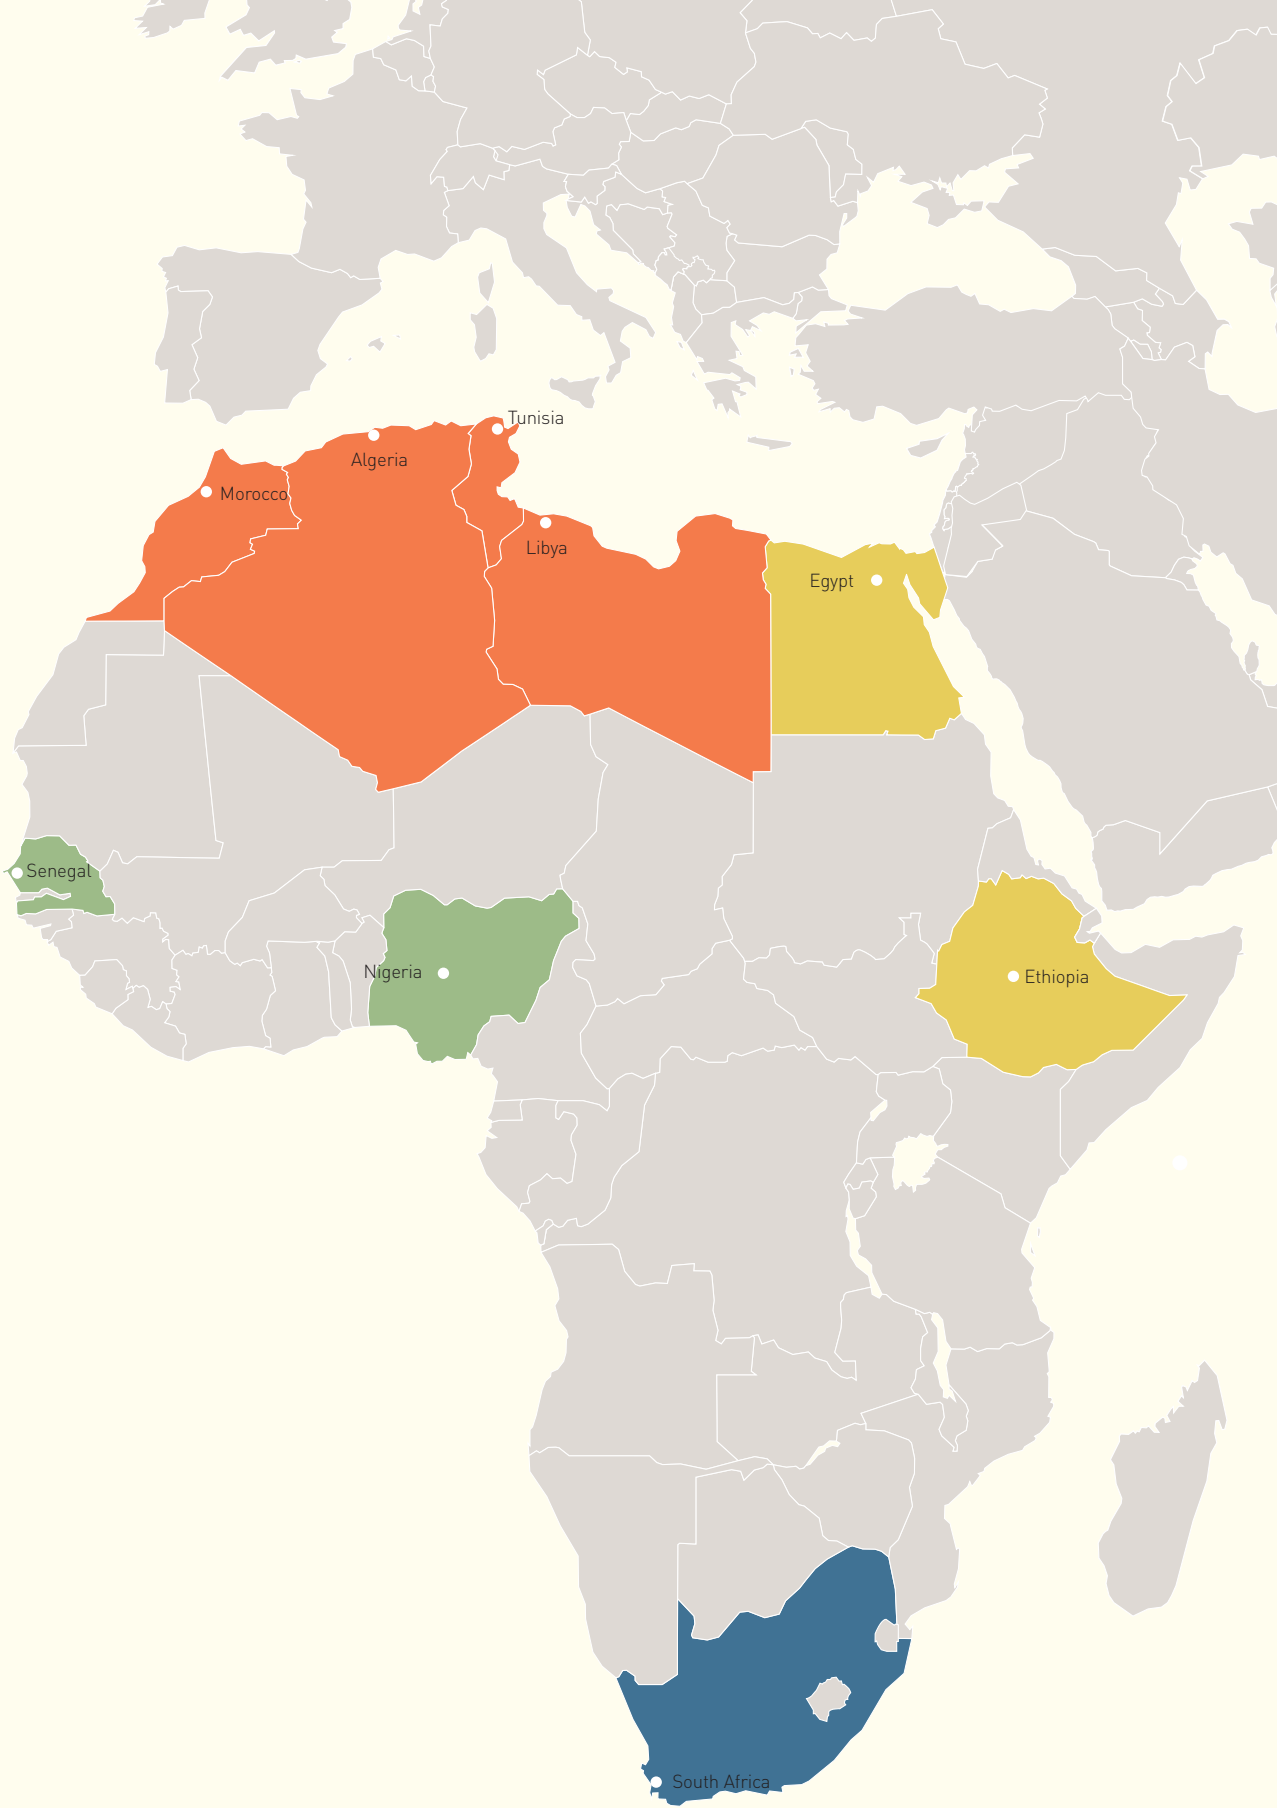 Tunisia
Algeria
Morocco
Libya
Egypt
Senegal
Nigeria
Ethiopia
South Africa